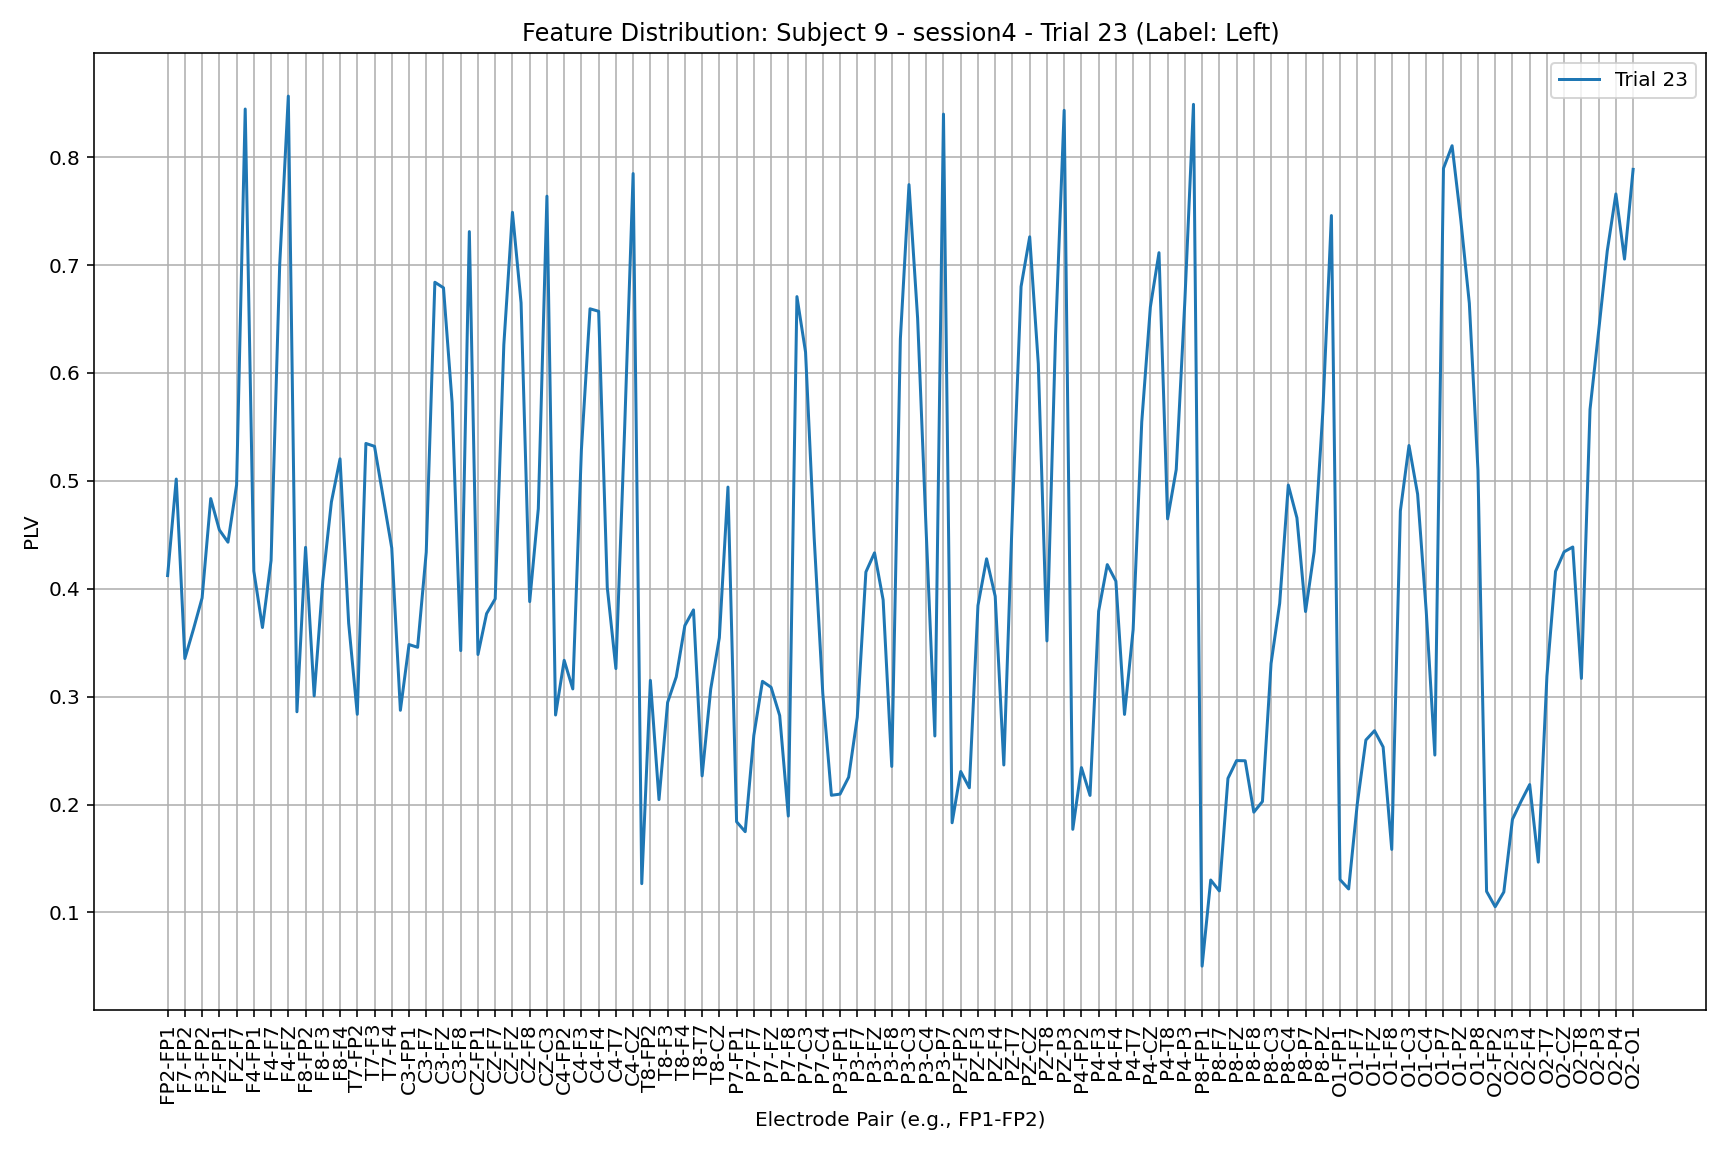 Feature Distribution: Subject 9 - session4 - Trial 23 (Label: Left)
Trial 23
PLV
0.8
0.7
0.6
0.5
0.4
0.3
0.2
0.1
FP2-FP1
F7-FP2
F3-FP2
FZ-FP1
FZ-F7
F4-FP1
F4-F7
F4-FZ
F8-FP2
F8-F3
F8-F4
T7-FP2
T7-F3
T7-F4
C3-FP1
C3-F7
C3-FZ
C3-F8
CZ-FP1
CZ-F7
CZ-FZ
CZ-F8
CZ-C3
C4-FP2
C4-F3
C4-F4
C4-T7
C4-CZ
T8-FP2
T8-F3
T8-F4
T8-T7
T8-CZ
P7-FP1
P7-F7
P7-FZ
P7-F8
P7-C3
P7-C4
P3-FP1
P3-F7
P3-FZ
P3-F8
P3-C3
P3-C4
P3-P7
PZ-FP2
PZ-F3
PZ-F4
PZ-T7
PZ-CZ
PZ-T8
PZ-P3
P4-FP2
P4-F3
P4-F4
P4-T7
P4-CZ
P4-T8
P4-P3
P8-FP1
P8-F7
P8-FZ
P8-F8
P8-C3
P8-C4
P8-P7
P8-PZ
O1-FP1
O1-F7
O1-FZ
O1-F8
O1-C3
O1-C4
O1-P7
O1-PZ
O1-P8
O2-FP2
O2-F3
O2-F4
O2-T7
O2-CZ
O2-T8
O2-P3
O2-P4
O2-O1
Electrode Pair (e.g., FP1-FP2)